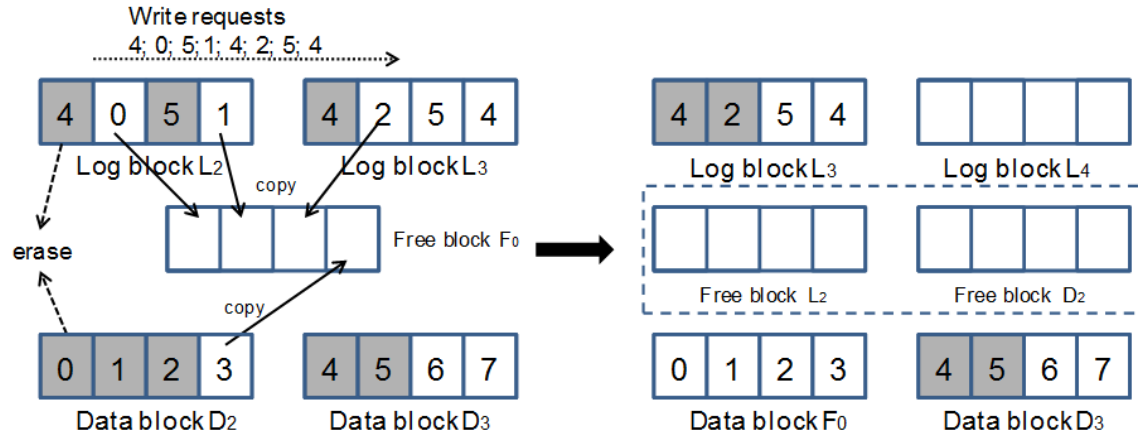 Write requests
4; 0; 5; 1; 4; 2; 5; 4
4 0 5 1 4 2 5 4 4 2 5 4
Log block L2 Log block L3 Log block L3 Log block L4
copy
Free block F0
erase
copy
Free block L2 Free block D2
0 1 2 3 4 5 6 7 0 1 2 3 4 5 6 7
Data block D2 Data block D3 Data block F0 Data block D3